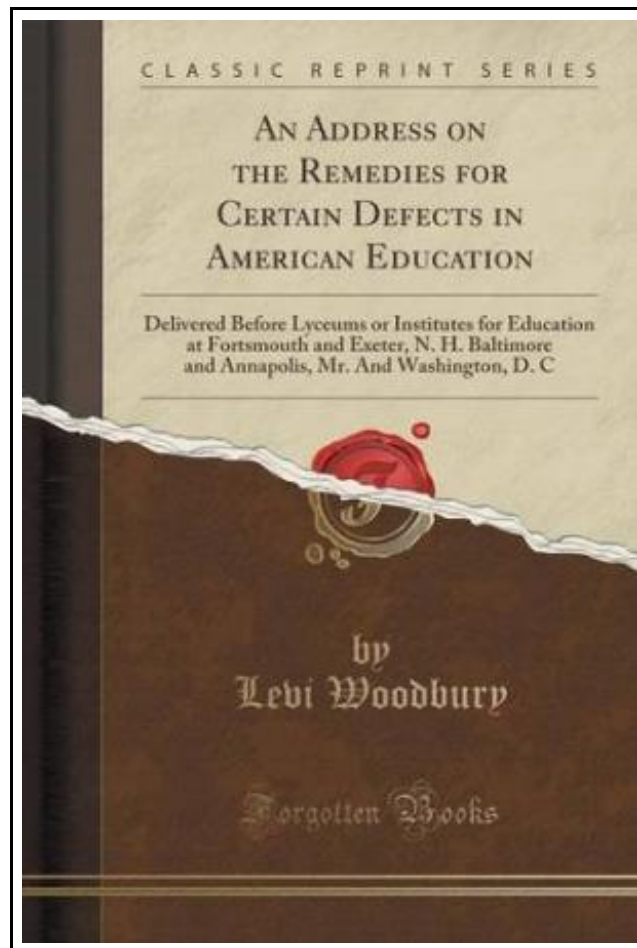 CLASSIC REPRINT SERIES
AN ADDRESS ON
THE REMEDIES FOR
CERTAIN DEFECTS IN
AMERICAN EDUCATION
Delivered Before Lyceums or Institutes for Education
at Fortsmouth and Exeter, N. H. Baltimore
and Annapolis, Mr. And Washington, D. C
F
by
Levi Woodbury
Forgotten Books